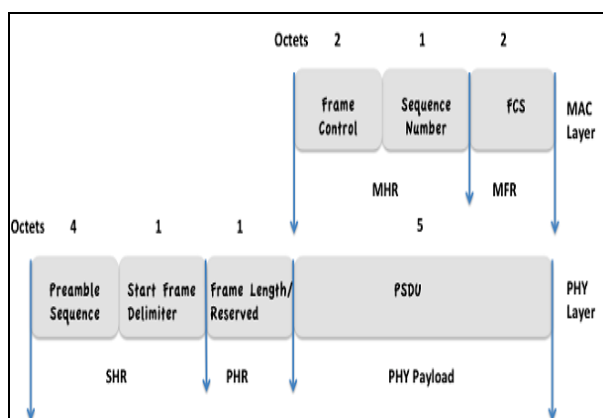 Octets 2 1 2
Frame Control Sequence Number FCS MAC Layer
MHR MFR
Octets 4 1 1 5
Preamble Sequence Start Frame Delimiter Frame Length/ Reserved PSDU PHY Layer
SHR PHR PHY Payload